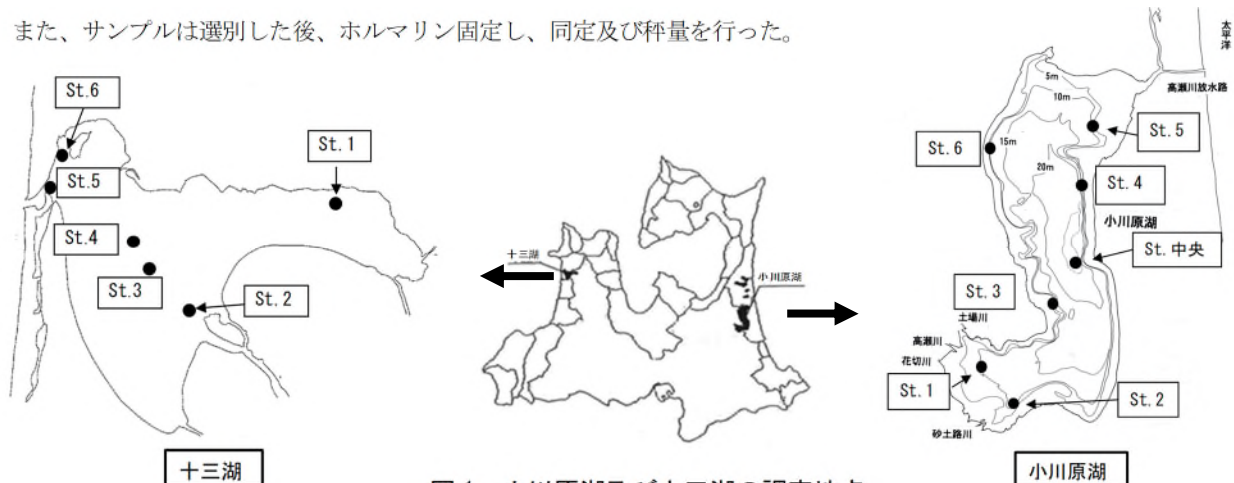 また、サンプルは選別した後、ホルマリン固定し、同定及び秤量を行った。
St.6
St.1
St.5
St.4
St.3
St.2
十三湖
十三湖
小川原湖
太平洋
高瀬川放水路
5m
10m
15m
20m
St.5
St.6
St.4
小川原湖
St.中央
St.3
土場川
高瀬川
花切川
St.1
St.2
砂土路川
小川原湖